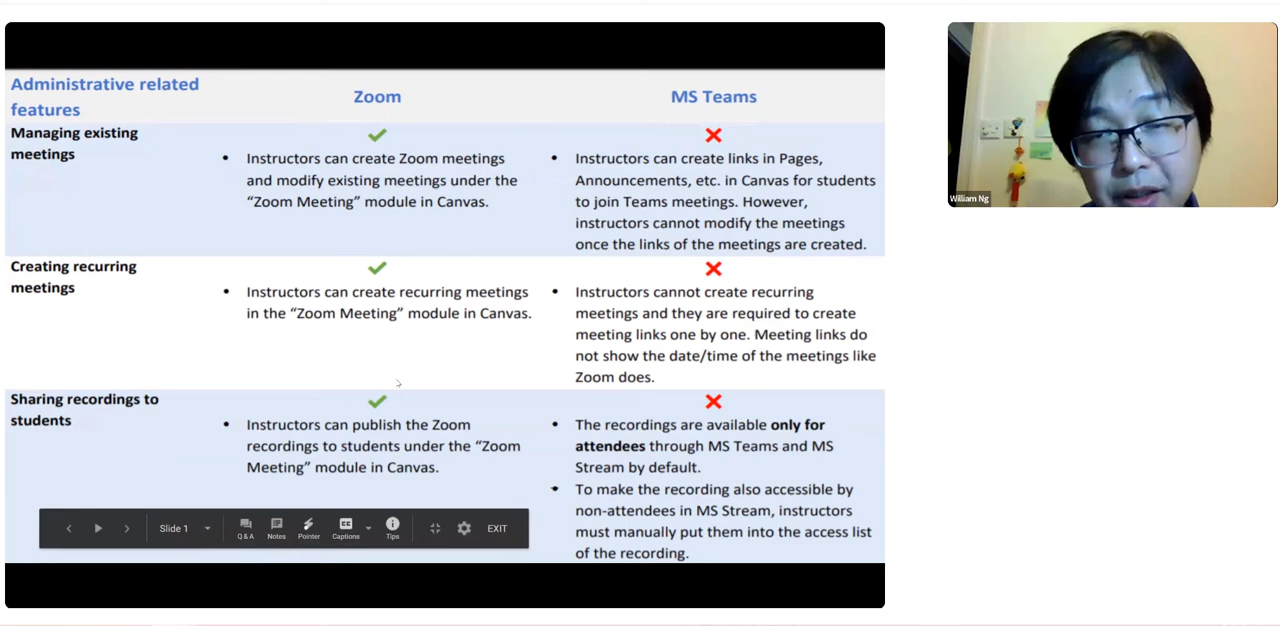 Administrative related
features
Zoom
MS Teams
Managing existing
meetings
• Instructors can create Zoom meetings
and modify existing meetings under the
“Zoom Meeting” module in Canvas.
• Instructors can create links in Pages,
Announcements, etc. in Canvas for students
to join Teams meetings. However,
instructors cannot modify the meetings
once the links of the meetings are created.
Creating recurring
meetings
• Instructors can create recurring meetings
in the “Zoom Meeting” module in Canvas.
• Instructors cannot create recurring
meetings and they are required to create
meeting links one by one. Meeting links do
not show the date/time of the meetings like
Zoom does.
Sharing recordings to
students
• Instructors can publish the Zoom
recordings to students under the “Zoom
Meeting” module in Canvas.
• The recordings are available only for
attendees through MS Teams and MS
Stream by default.
• To make the recording also accessible by
non-attendees in MS Stream, instructors
must manually put them into the access list
of the recording.
Slide 1
Q & A
Notes
Pointer
CC
Captions
Tips
EXIT
William Ng